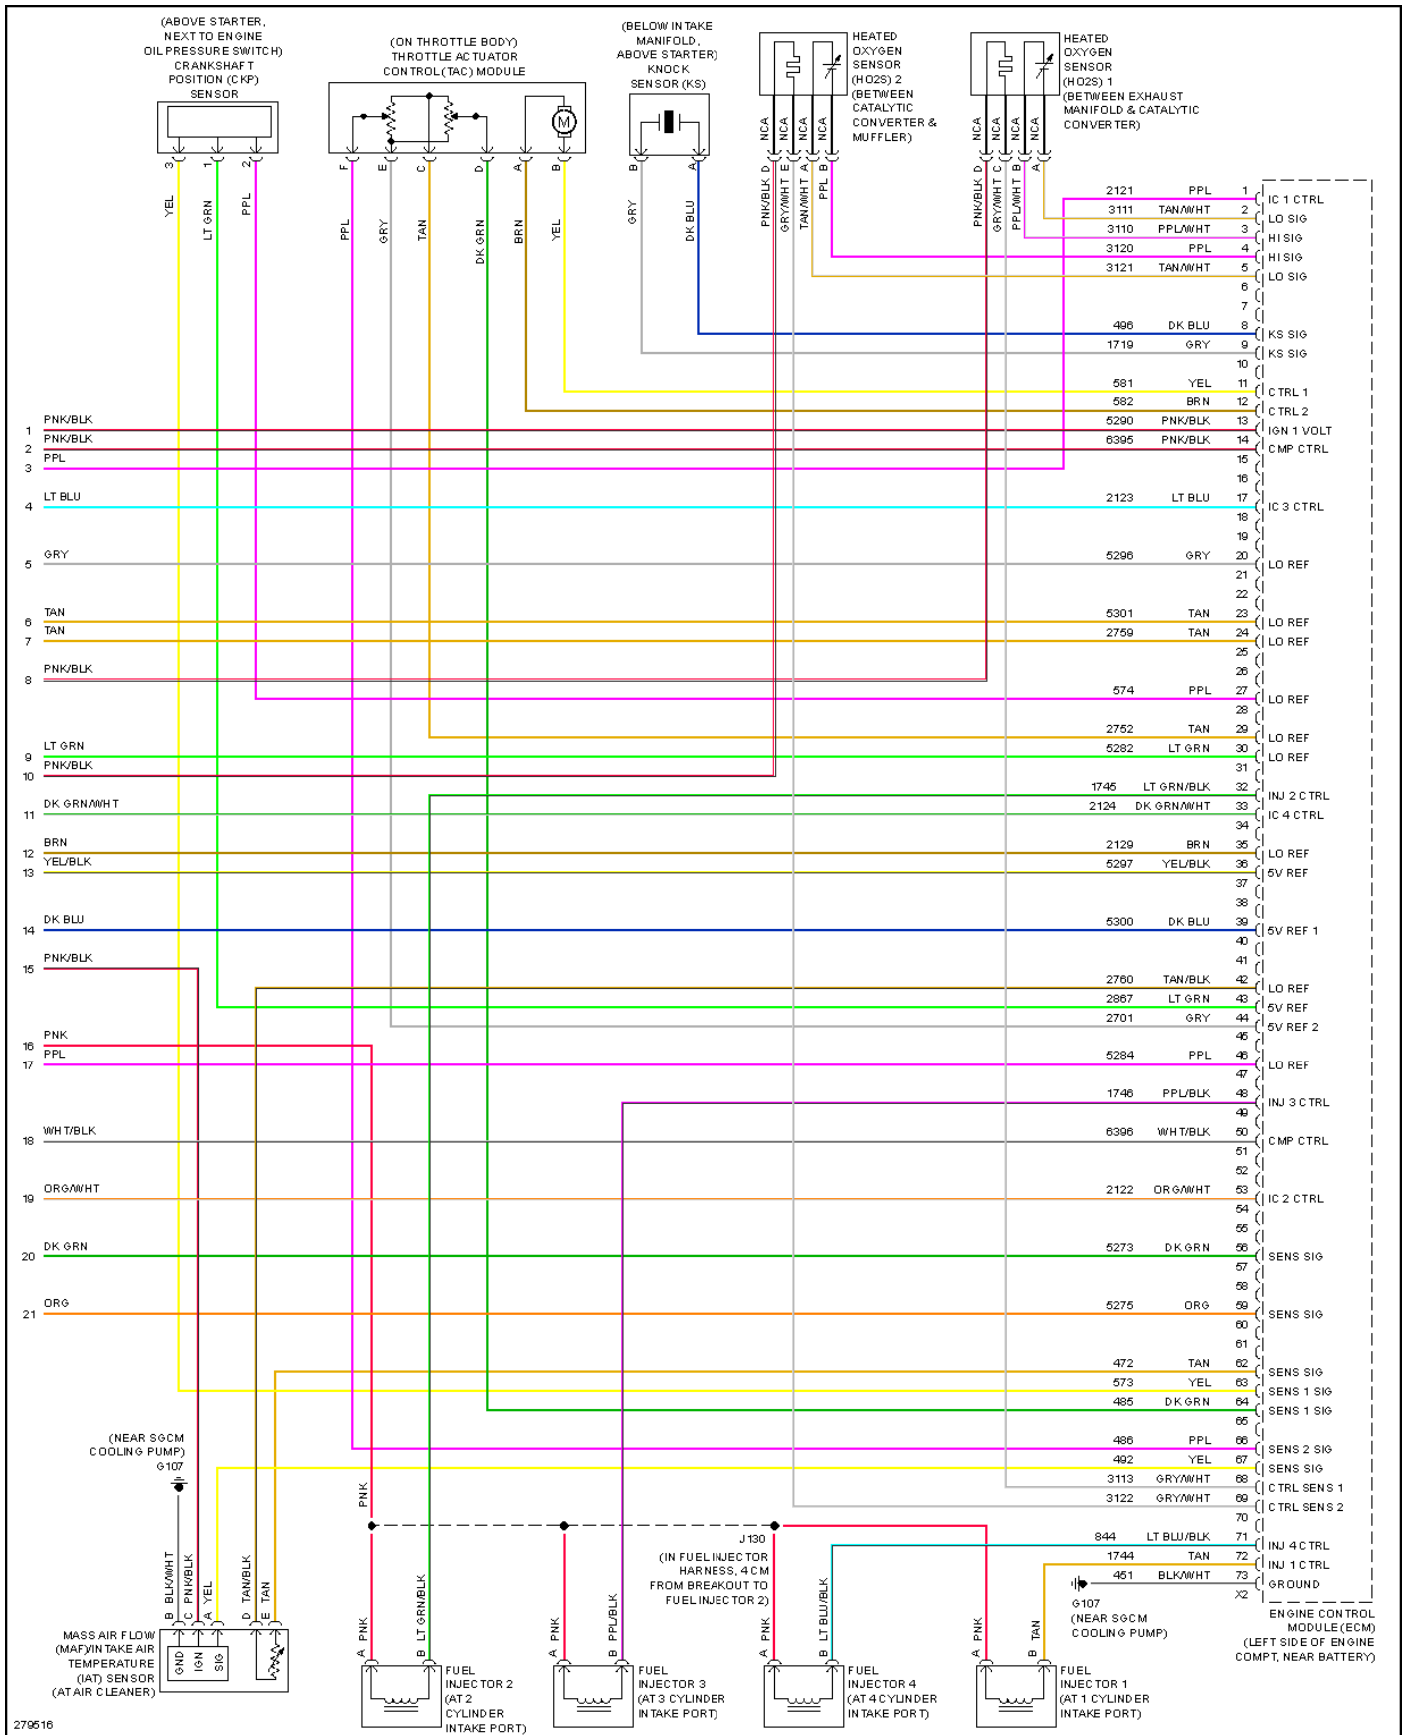 (ABOVE STARTER,
NEXT TO ENGINE
OIL PRESSURE SWITCH)
CRANKSHAFT
POSITION (CKP)
SENSOR
(ON THROTTLE BODY)
THROTTLE ACTUATOR
CONTROL (TAC) MODULE
M
(BELOW INTAKE
MANIFOLD,
ABOVE STARTER)
KNOCK
SENSOR (KS)
HEATED
OXYGEN
SENSOR
(HO2S) 2
(BETWEEN
CATALYTIC
CONVERTER &
MUFFLER)
HEATED
OXYGEN
SENSOR
(HO2S) 1
(BETWEEN EXHAUST
MANIFOLD & CATALYTIC
CONVERTER)
NCA NCA NCA NCA
NCA NCA NCA NCA
3 YEL
1 LT GRN
2 PPL
F PPL
E GRY
C TAN
D DK GRN
A BRN
B YEL
B GRY
A DK BLU
PNK/BLK D
GRY/WHT E
TAN/WHT A
PPL B
PNK/BLK D
GRY/WHT C
PPL/WHT B
A
2121 PPL 1 IC 1 CTRL
3111 TAN/WHT 2 LO SIG
3110 PPL/WHT 3 HI SIG
3120 PPL 4 HI SIG
3121 TAN/WHT 5 LO SIG
6
7
496 DK BLU 8 KS SIG
1719 GRY 9 KS SIG
10
581 YEL 11 CTRL 1
582 BRN 12 CTRL 2
1 PNK/BLK 5290 PNK/BLK 13 IGN 1 VOLT
2 PNK/BLK 6395 PNK/BLK 14 CMP CTRL
3 PPL 15
16
4 LT BLU 2123 LT BLU 17 IC 3 CTRL
18
19
5 GRY 5296 GRY 20 LO REF
21
22
6 TAN 5301 TAN 23 LO REF
7 TAN 2759 TAN 24 LO REF
25
8 PNK/BLK 26
574 PPL 27 LO REF
28
2752 TAN 29 LO REF
9 LT GRN 5282 LT GRN 30 LO REF
10 PNK/BLK 31
1745 LT GRN/BLK 32 INJ 2 CTRL
11 DK GRN/WHT 2124 DK GRN/WHT 33 IC 4 CTRL
34
12 BRN 2129 BRN 35 LO REF
13 YEL/BLK 5297 YEL/BLK 36 5V REF
37
38
14 DK BLU 5300 DK BLU 39 5V REF 1
40
41
15 PNK/BLK
2760 TAN/BLK 42 LO REF
2867 LT GRN 43 5V REF
2701 GRY 44 5V REF 2
16 PNK 45
17 PPL 5284 PPL 46 LO REF
47
1746 PPL/BLK 48 INJ 3 CTRL
49
18 WHT/BLK 6396 WHT/BLK 50 CMP CTRL
51
52
19 ORG/WHT 2122 ORG/WHT 53 IC 2 CTRL
54
55
20 DK GRN 5273 DK GRN 56 SENS SIG
57
58
21 ORG 5275 ORG 59 SENS SIG
60
61
472 TAN 62 SENS SIG
573 YEL 63 SENS 1 SIG
485 DK GRN 64 SENS 1 SIG
65
486 PPL 66 SENS 2 SIG
492 YEL 67 SENS SIG
3113 GRY/WHT 68 CTRL SENS 1
3122 GRY/WHT 69 CTRL SENS 2
70
844 LT BLU/BLK 71 INJ 4 CTRL
1744 TAN 72 INJ 1 CTRL
451 BLK/WHT 73 GROUND
X2
(NEAR SGCM
COOLING PUMP)
G107
PNK
J130
(IN FUEL INJECTOR
HARNESS, 4 CM
FROM BREAKOUT TO
FUEL INJECTOR 2)
G107
(NEAR SGCM
COOLING PUMP)
ENGINE CONTROL
MODULE (ECM)
(LEFT SIDE OF ENGINE
COMPT, NEAR BATTERY)
B BLK/WHT
C PNK/BLK
A YEL
D TAN/BLK
E TAN
A PNK
B LT GRN/BLK
A PNK
B PPL/BLK
A PNK
B LT BLU/BLK
A PNK
B TAN
MASS AIR FLOW
(MAF)/INTAKE AIR
TEMPERATURE
(IAT) SENSOR
(AT AIR CLEANER)
GND
IGN
SIG
FUEL
INJECTOR 2
(AT 2
CYLINDER
INTAKE PORT)
FUEL
INJECTOR 3
(AT 3 CYLINDER
INTAKE PORT)
FUEL
INJECTOR 4
(AT 4 CYLINDER
INTAKE PORT)
FUEL
INJECTOR 1
(AT 1 CYLINDER
INTAKE PORT)
279516